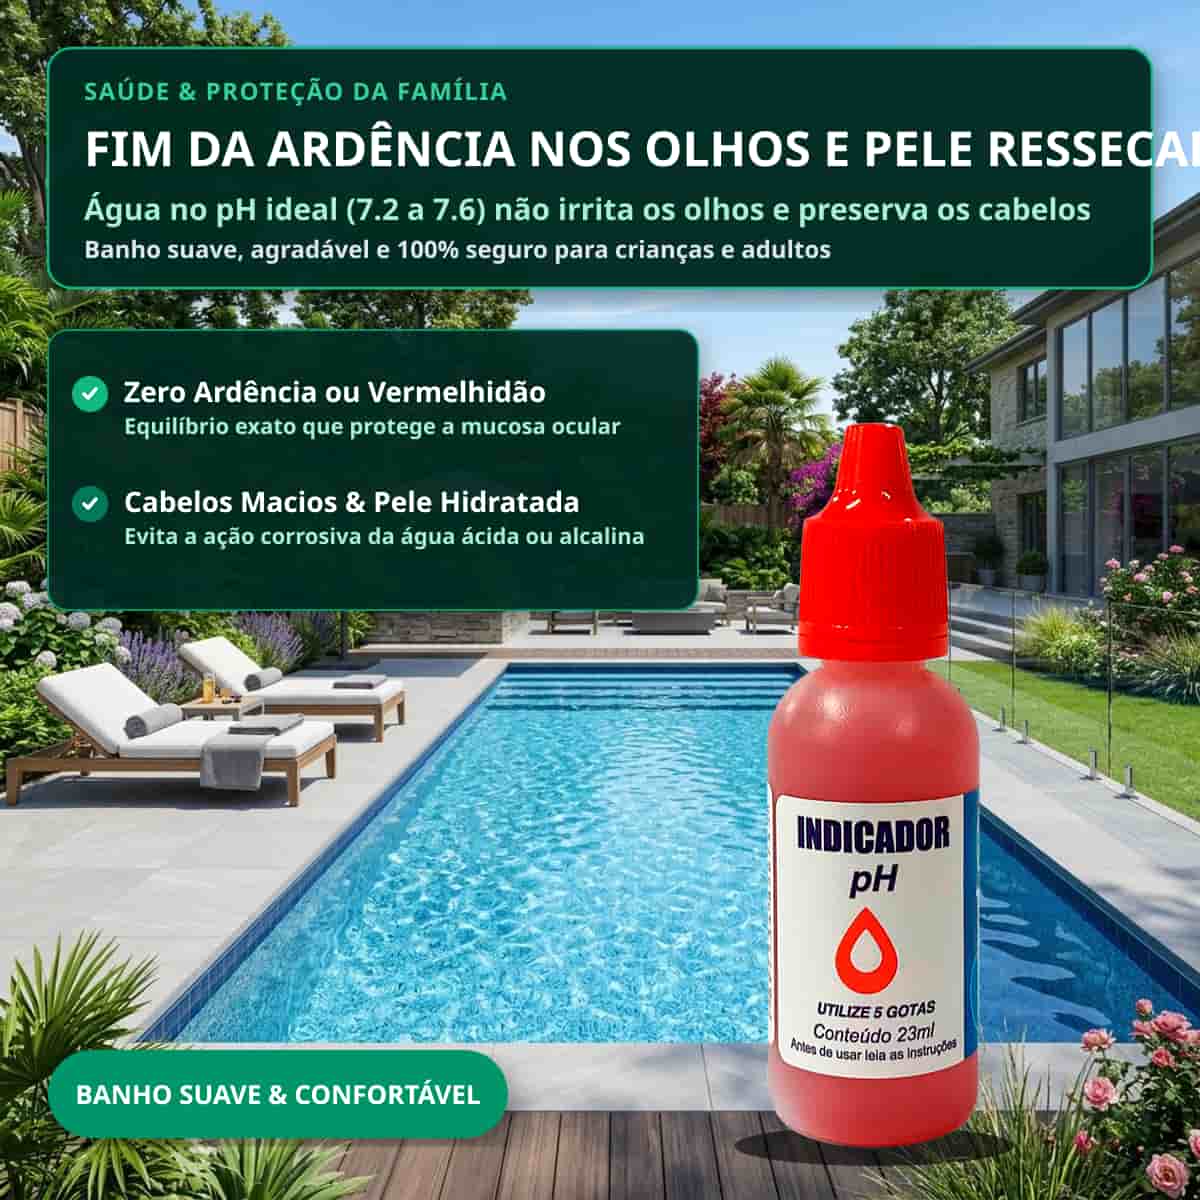 SAÚDE & PROTEÇÃO DA FAMÍLIA
FIM DA ARDÊNCIA NOS OLHOS E PELE RESSECA
Água no pH ideal (7.2 a 7.6) não irrita os olhos e preserva os cabelos
Banho suave, agradável e 100% seguro para crianças e adultos
Zero Ardência ou Vermelhidão
Equilíbrio exato que protege a mucosa ocular
Cabelos Macios & Pele Hidratada
Evita a ação corrosiva da água ácida ou alcalina
INDICADOR
pH
UTILIZE 5 GOTAS
Conteúdo 23ml
Antes de usar leia as Instruções
BANHO SUAVE & CONFORTÁVEL